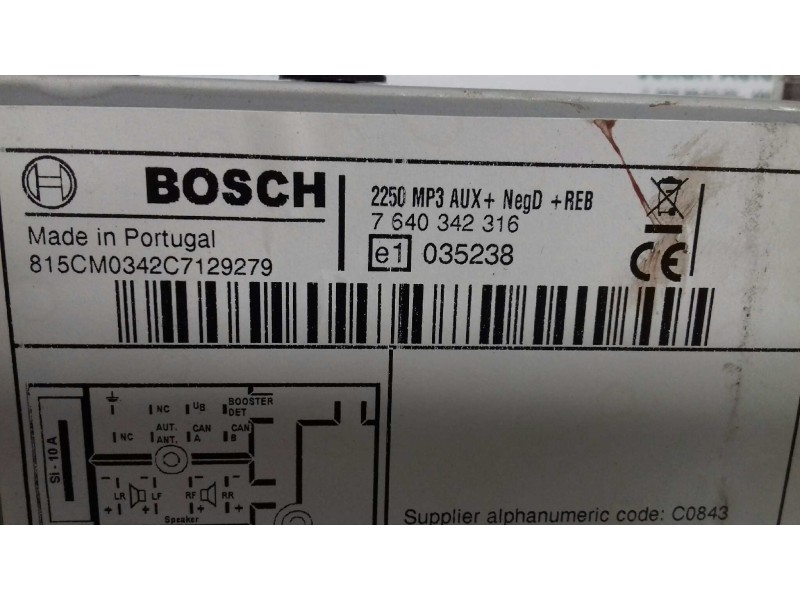 BOSCH
2250 MP3 AUX+ NegD +REB
7 640 342 316
Made in Portugal
e1 035238
CE
815CM0342C7129279
NC UB BOOSTER DET
NC AUT. ANT. CAN A CAN B
SI - 10 A
- - - -
LR LF RF RR
+ + + +
Speaker
Supplier alphanumeric code: C0843